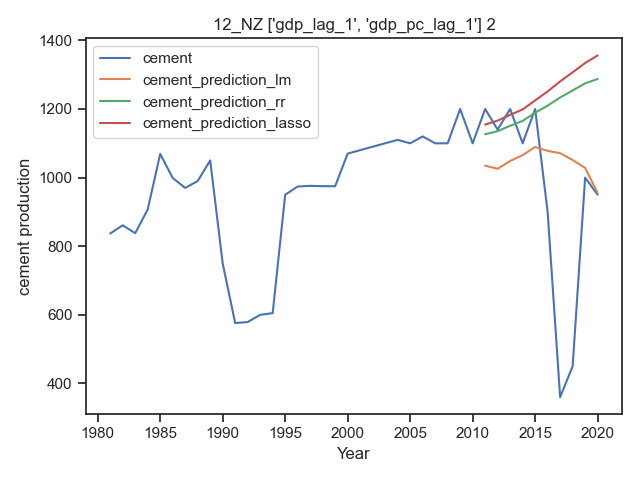 12_NZ ['gdp_lag_1', 'gdp_pc_lag_1'] 2
cement
cement_prediction_lm
cement_prediction_rr
cement_prediction_lasso
cement production
1400
1200
1000
800
600
400
1980 1985 1990 1995 2000 2005 2010 2015 2020
Year